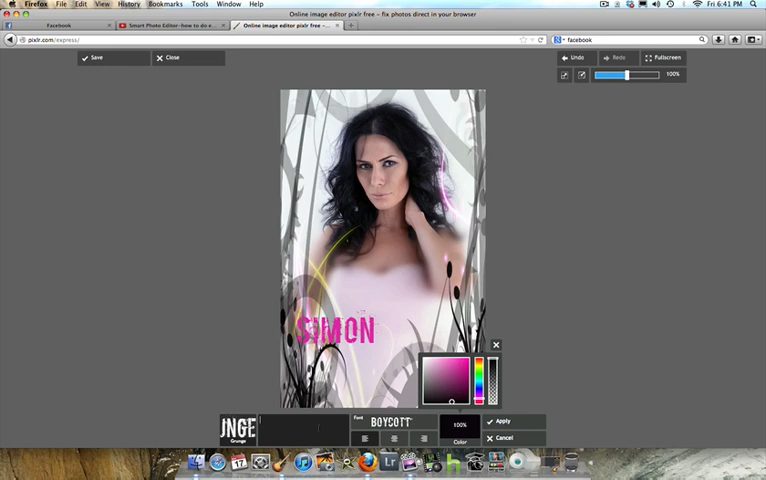 Firefox File Edit View History Bookmarks Tools Window Help
Fri 6:41 PM
Online image editor pixlr free – fix photos direct in your browser
Facebook
Smart Photo Editor -how to do e...
Online image editor pixlr free –...
pixlr.com/express/
facebook
Save
Close
Undo
Redo
Fullscreen
100%
SIMON
UNGE
Grunge
Font
BOYCOTT
100%
Color
Apply
Cancel
17
Lr